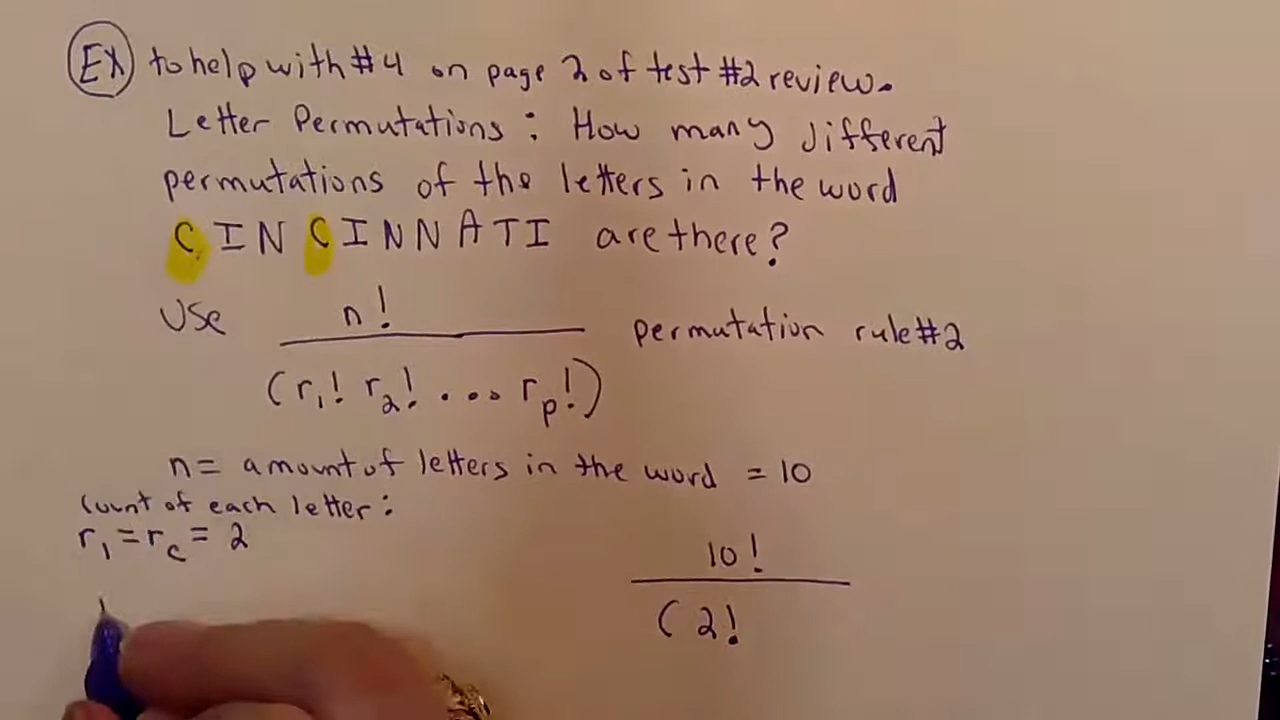 EX to help with #4 on page 2 of test #2 review.
Letter Permutations: How many different
permutations of the letters in the word
CINCINNATI are there?
Use n! / (r₁! r₂! ... rₚ!) permutation rule #2
n = amount of letters in the word = 10
count of each letter:
r₁ = r_c = 2
10!
(2!